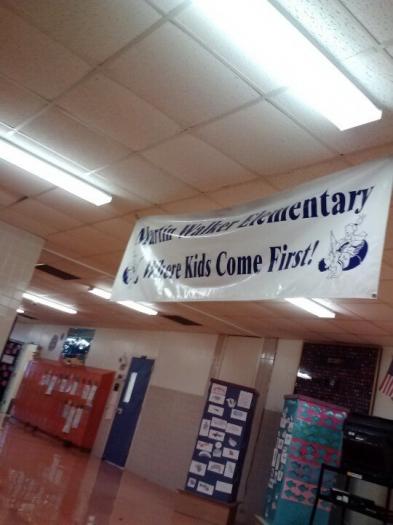 Martin Walker Elementary
Where Kids Come First!